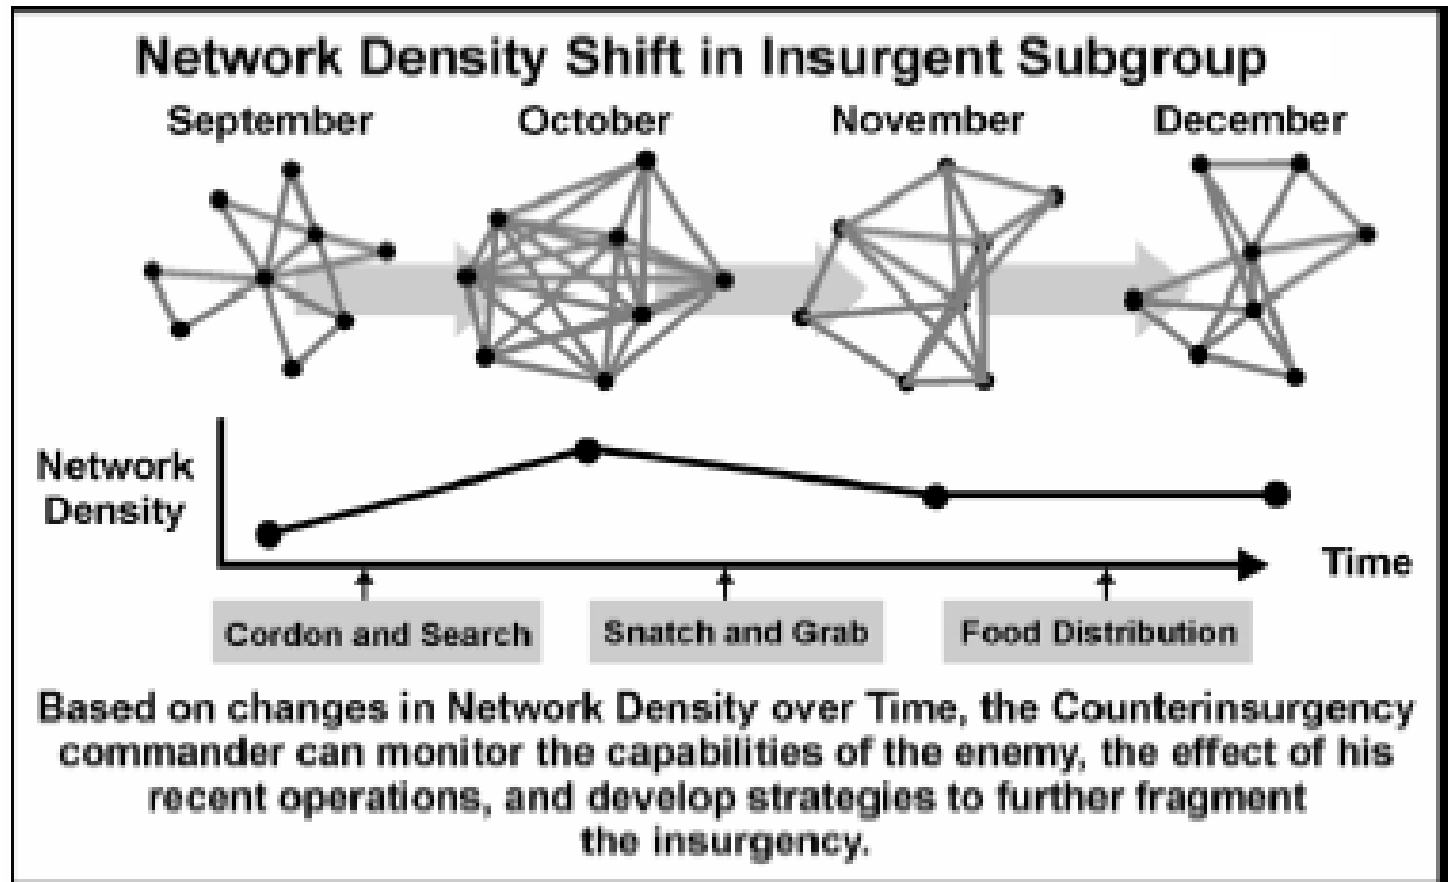 Network Density Shift in Insurgent Subgroup
September
October
November
December
Network
Density
Time
Cordon and Search
Snatch and Grab
Food Distribution
Based on changes in Network Density over Time, the Counterinsurgency
commander can monitor the capabilities of the enemy, the effect of his
recent operations, and develop strategies to further fragment
the insurgency.